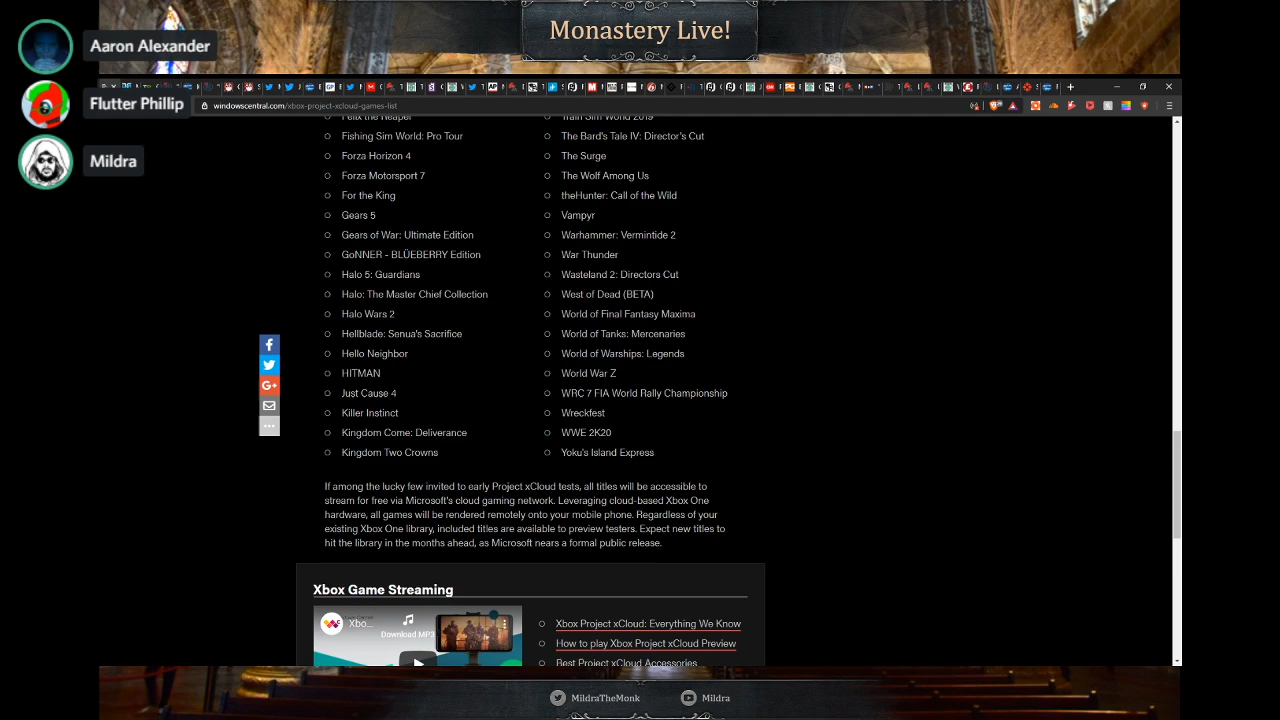 Monastery Live!
Aaron Alexander
Flutter Phillip
Mildra
windowscentral.com/xbox-project-xcloud-games-list
Felix the Reaper
Fishing Sim World: Pro Tour
Forza Horizon 4
Forza Motorsport 7
For the King
Gears 5
Gears of War: Ultimate Edition
GoNNER - BLÜEBERRY Edition
Halo 5: Guardians
Halo: The Master Chief Collection
Halo Wars 2
Hellblade: Senua's Sacrifice
Hello Neighbor
HITMAN
Just Cause 4
Killer Instinct
Kingdom Come: Deliverance
Kingdom Two Crowns
Train Sim World 2019
The Bard's Tale IV: Director's Cut
The Surge
The Wolf Among Us
theHunter: Call of the Wild
Vampyr
Warhammer: Vermintide 2
War Thunder
Wasteland 2: Directors Cut
West of Dead (BETA)
World of Final Fantasy Maxima
World of Tanks: Mercenaries
World of Warships: Legends
World War Z
WRC 7 FIA World Rally Championship
Wreckfest
WWE 2K20
Yoku's Island Express
If among the lucky few invited to early Project xCloud tests, all titles will be accessible to
stream for free via Microsoft's cloud gaming network. Leveraging cloud-based Xbox One
hardware, all games will be rendered remotely onto your mobile phone. Regardless of your
existing Xbox One library, included titles are available to preview testers. Expect new titles to
hit the library in the months ahead, as Microsoft nears a formal public release.
Xbox Game Streaming
Xbo...
Download MP3
Xbox Project xCloud: Everything We Know
How to play Xbox Project xCloud Preview
Best Project xCloud Accessories
MildraTheMonk
Mildra